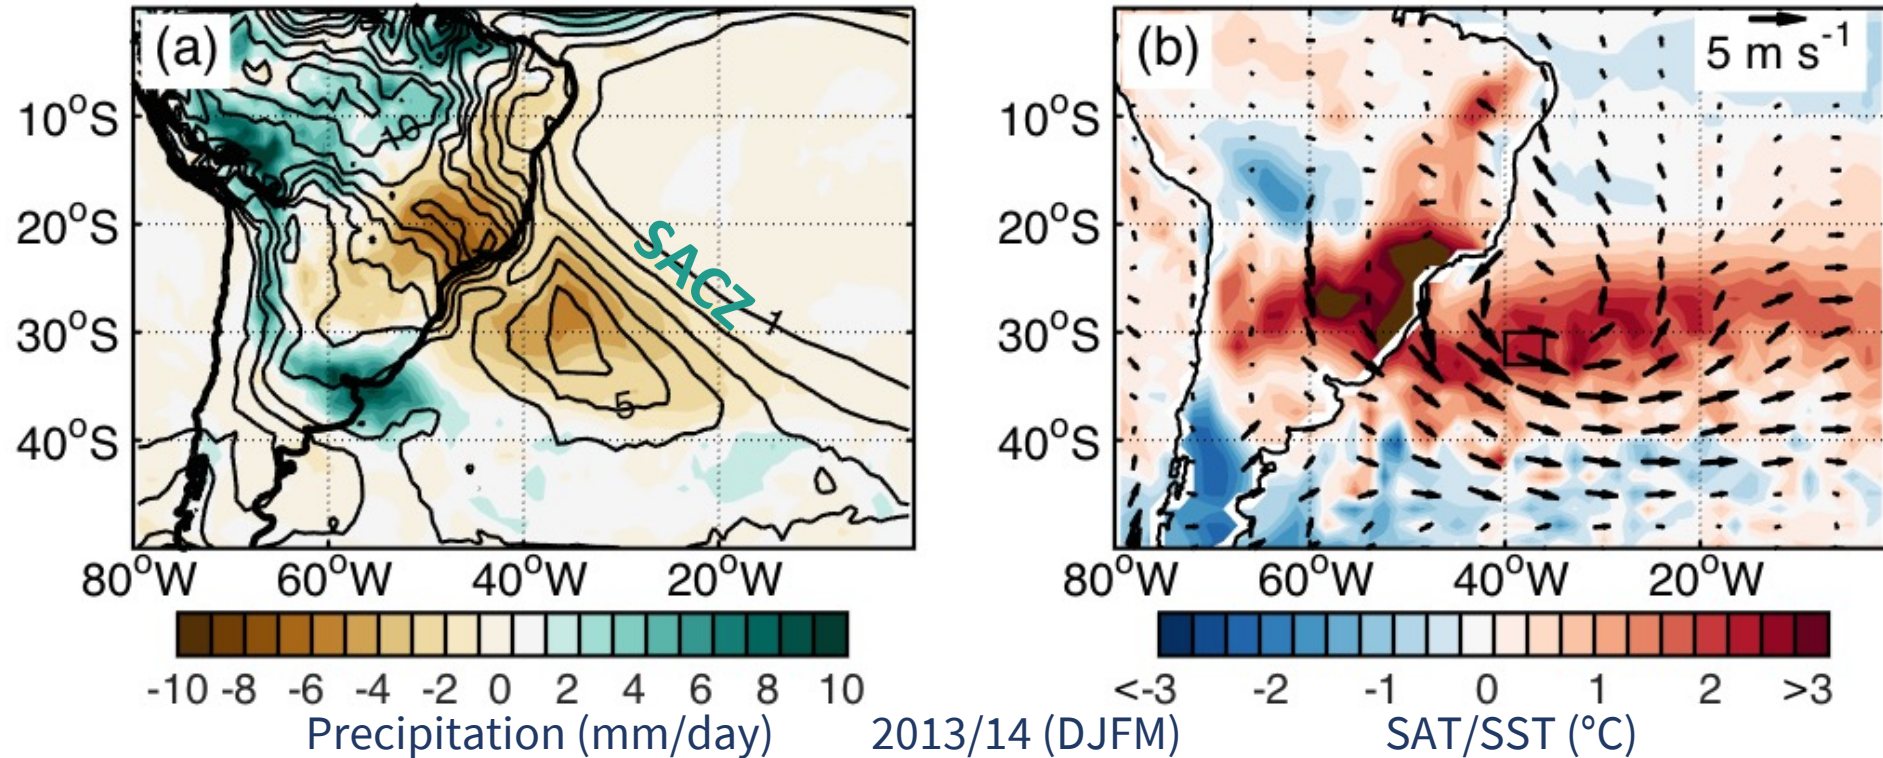 (a)
10
SACZ
1
5
10°S
20°S
30°S
40°S
80°W 60°W 40°W 20°W
-10 -8 -6 -4 -2 0 2 4 6 8 10
Precipitation (mm/day)
2013/14 (DJFM)
(b)
5 m s⁻¹
10°S
20°S
30°S
40°S
80°W 60°W 40°W 20°W
<-3 -2 -1 0 1 2 >3
SAT/SST (°C)